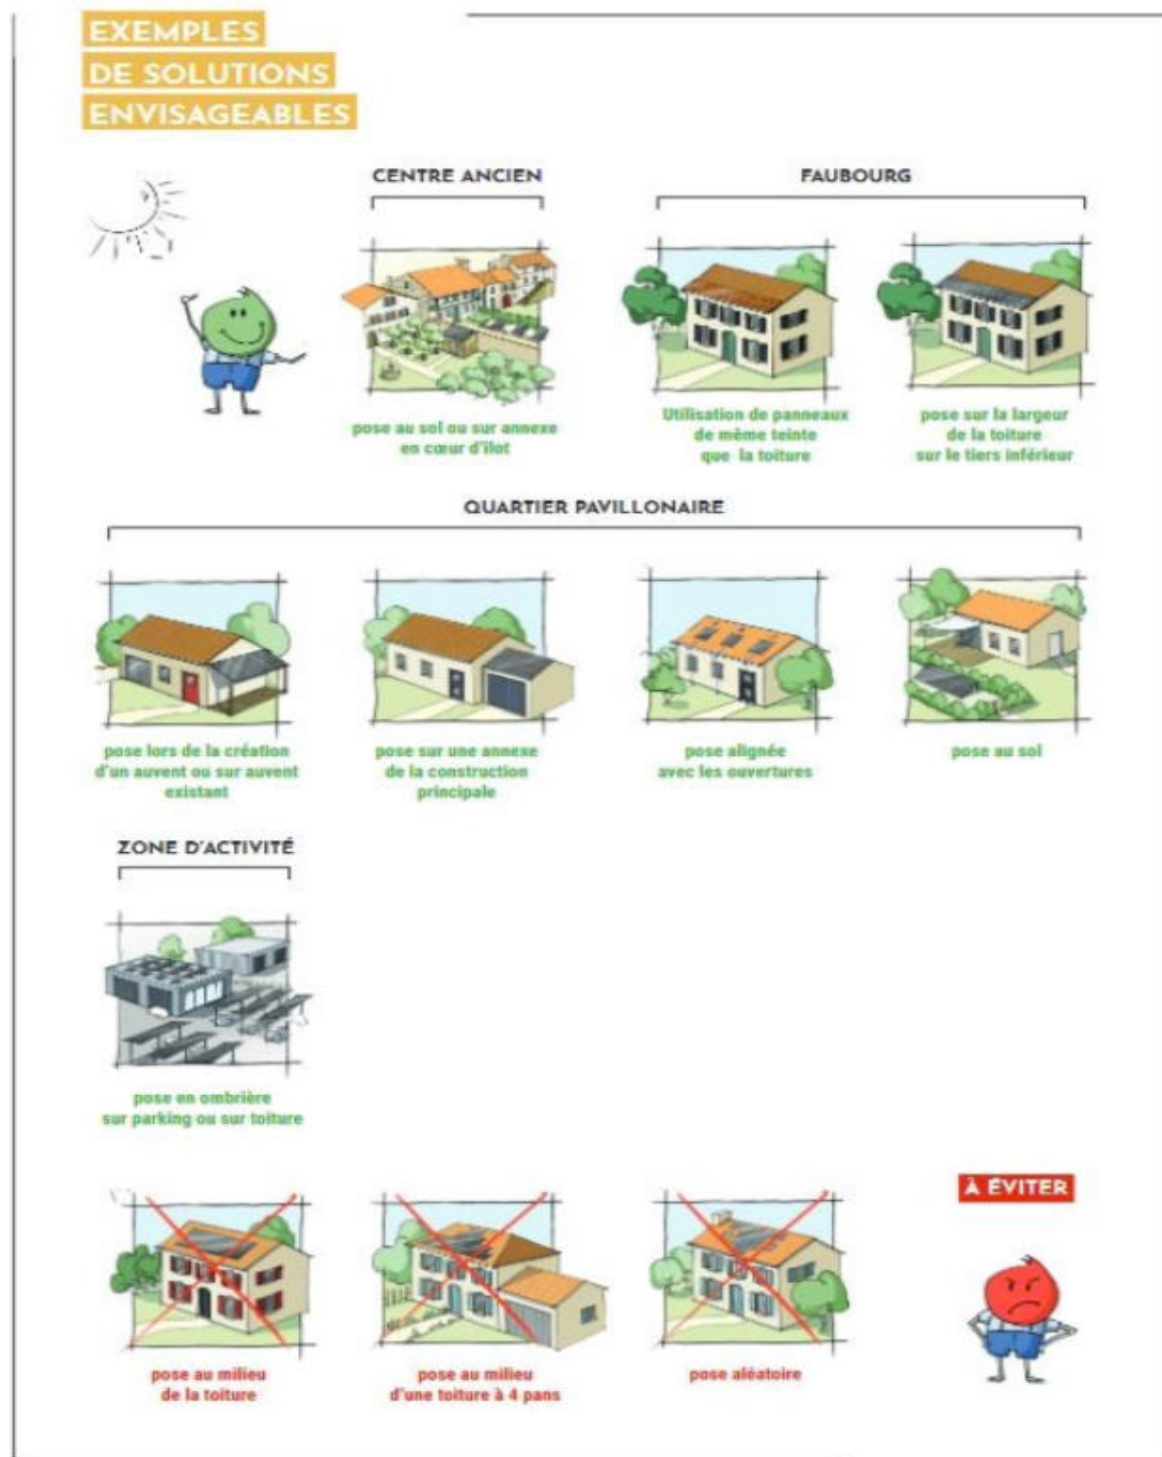 EXEMPLES
DE SOLUTIONS
ENVISAGEABLES
CENTRE ANCIEN
FAUBOURG
pose au sol ou sur annexe
en cœur d'îlot
Utilisation de panneaux
de même teinte
que la toiture
pose sur la largeur
de la toiture
sur le tiers inférieur
QUARTIER PAVILLONAIRE
pose lors de la création
d'un auvent ou sur auvent
existant
pose sur une annexe
de la construction
principale
pose alignée
avec les ouvertures
pose au sol
ZONE D'ACTIVITÉ
pose en ombrière
sur parking ou sur toiture
À ÉVITER
pose au milieu
de la toiture
pose au milieu
d'une toiture à 4 pans
pose aléatoire